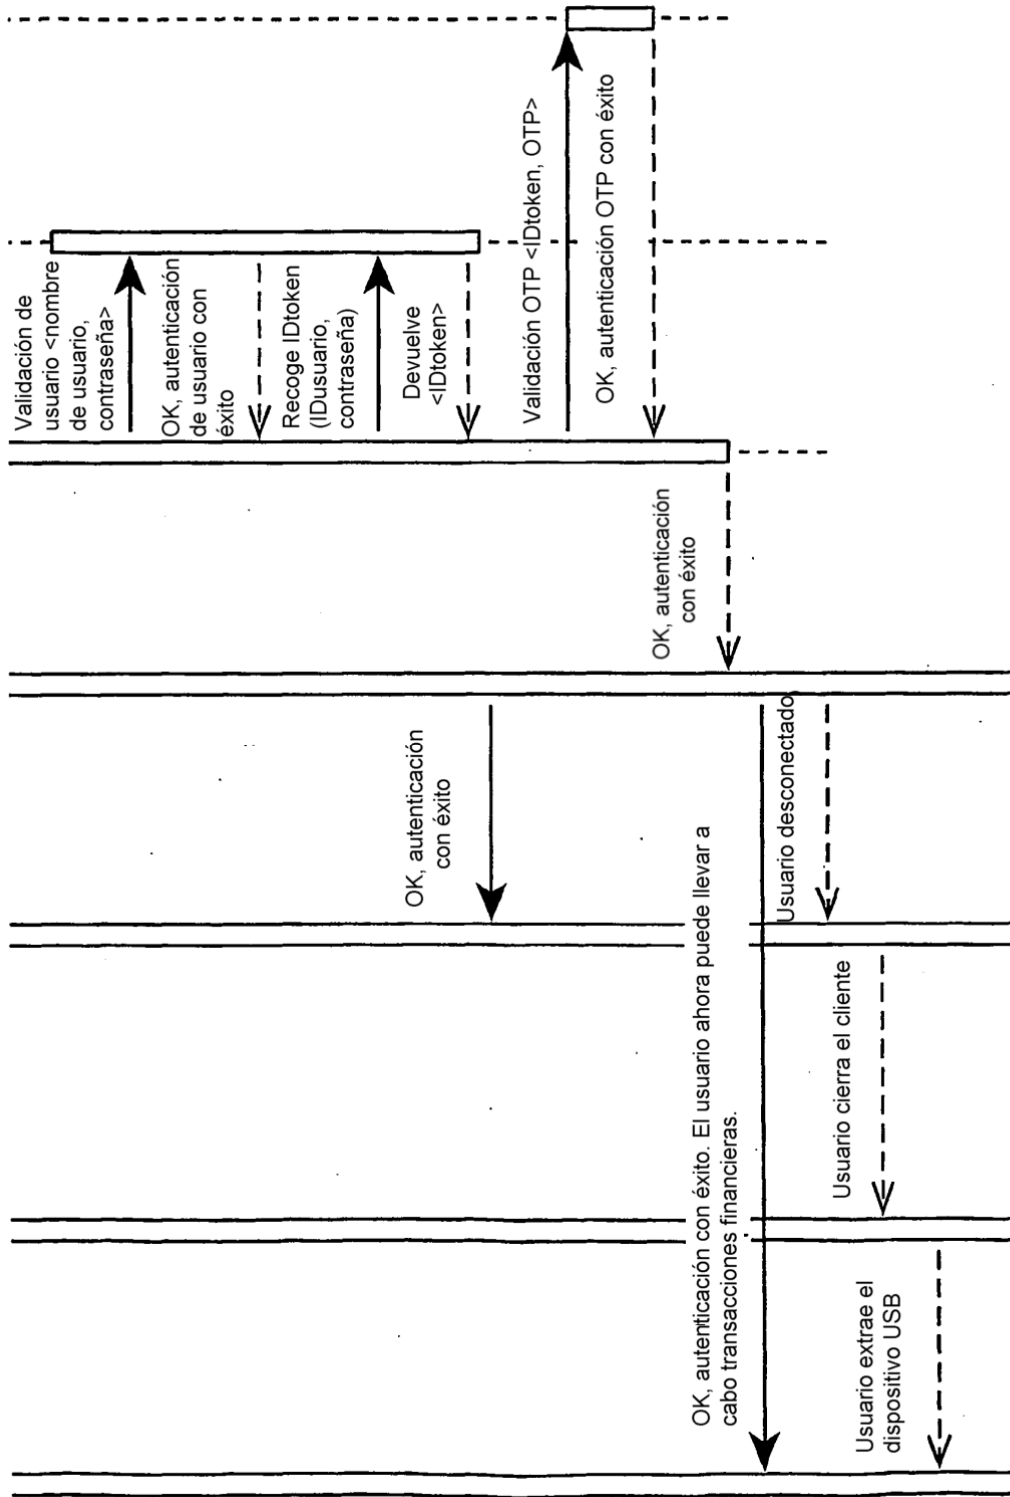 Validación de
usuario <nombre
de usuario,
contraseña>
OK, autenticación
de usuario con
éxito
Recoge IDtoken
(IDusuario,
contraseña)
Devuelve
<IDtoken>
Validación OTP <IDtoken, OTP>
OK, autenticación OTP con éxito
OK, autenticación
con éxito
OK, autenticación
con éxito
OK, autenticación con éxito. El usuario ahora puede llevar a
cabo transacciones financieras.
Usuario desconectado
Usuario cierra el cliente
Usuario extrae el
dispositivo USB